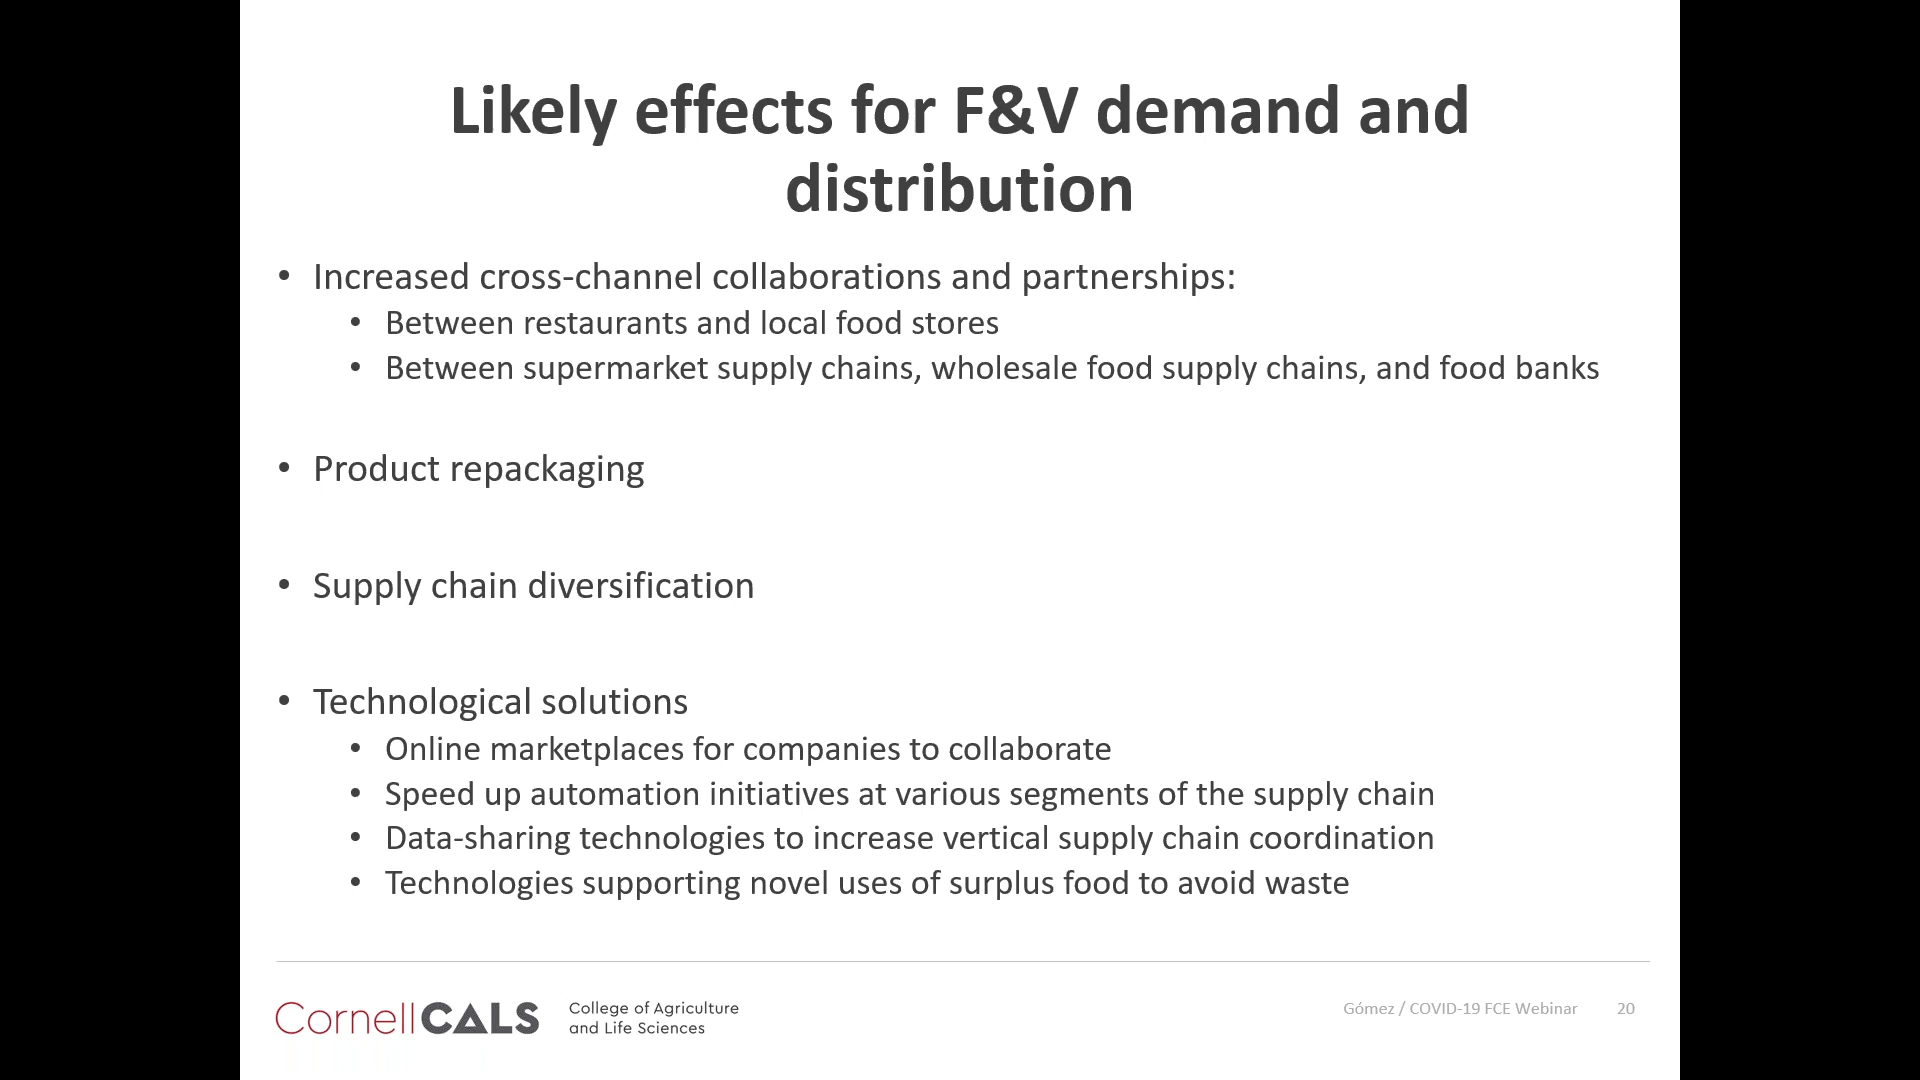 Likely effects for F&V demand and
distribution
• Increased cross-channel collaborations and partnerships:
• Between restaurants and local food stores
• Between supermarket supply chains, wholesale food supply chains, and food banks
• Product repackaging
• Supply chain diversification
• Technological solutions
• Online marketplaces for companies to collaborate
• Speed up automation initiatives at various segments of the supply chain
• Data-sharing technologies to increase vertical supply chain coordination
• Technologies supporting novel uses of surplus food to avoid waste
CornellCALS
College of Agriculture
and Life Sciences
Gómez / COVID-19 FCE Webinar 20